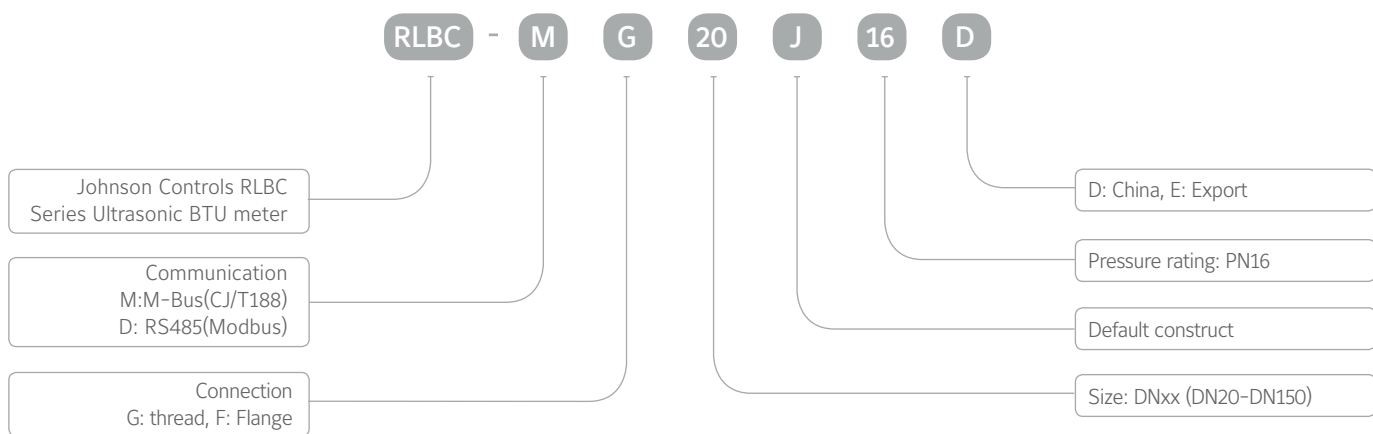 RLBC - M G 20 J 16 D
Johnson Controls RLBC
Series Ultrasonic BTU meter
Communication
M:M-Bus(CJ/T188)
D: RS485(Modbus)
Connection
G: thread, F: Flange
D: China, E: Export
Pressure rating: PN16
Default construct
Size: DNxx (DN20-DN150)